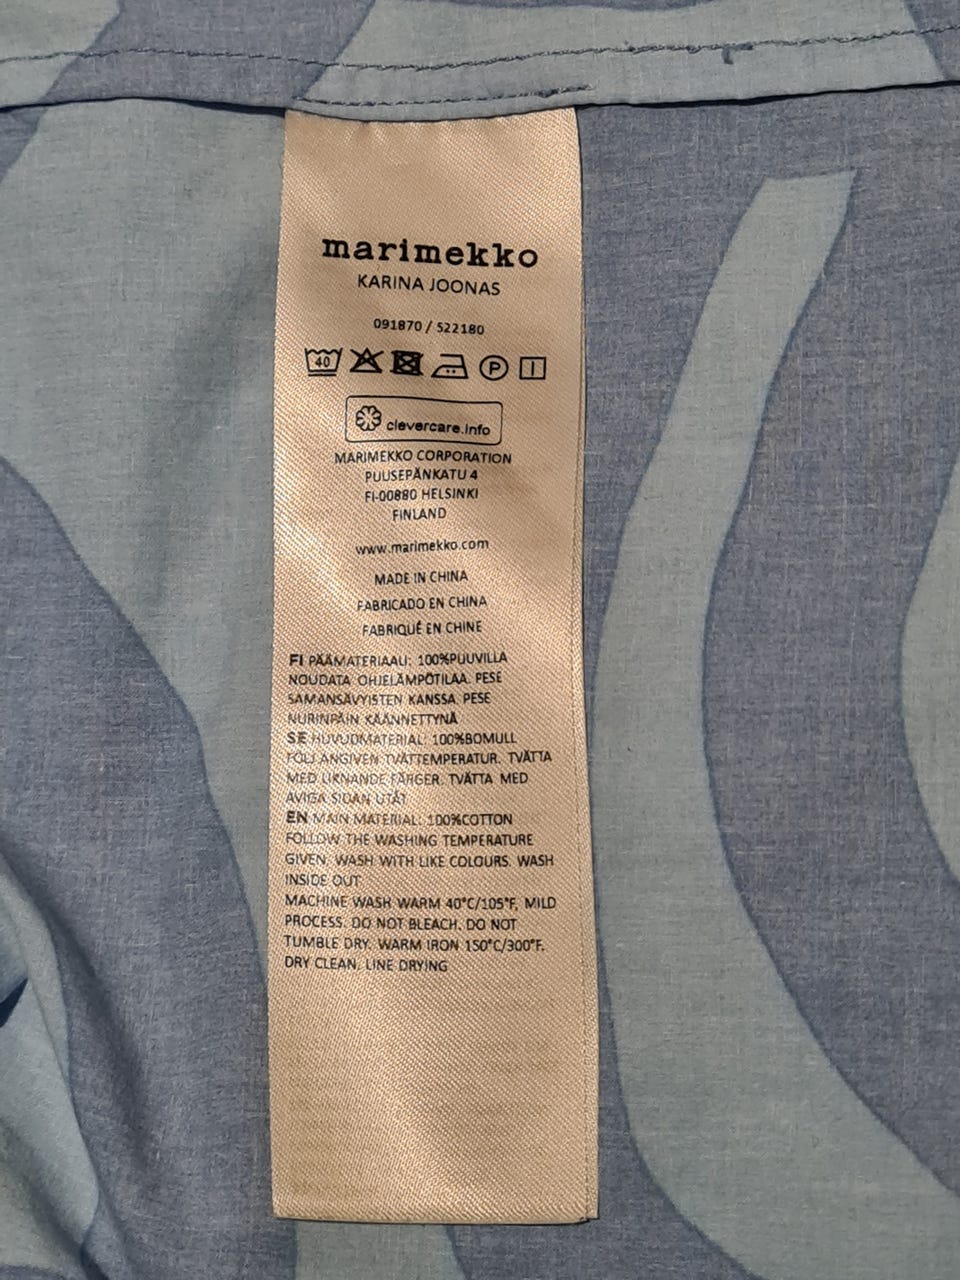 marimekko
KARINA JOONAS
091870 / 522180
40 P
clevercare.info
MARIMEKKO CORPORATION
PUUSEPÄNKATU 4
FI-00880 HELSINKI
FINLAND
www.marimekko.com
MADE IN CHINA
FABRICADO EN CHINA
FABRIQUÉ EN CHINE
FI PÄÄMATERIAALI: 100%PUUVILLA
NOUDATA OHJELÄMPÖTILAA. PESE
SAMANSÄVYISTEN KANSSA. PESE
NURINPÄIN KÄÄNNETTYNÄ
SE HUVUDMATERIAL: 100%BOMULL
FÖLJ ANGIVEN TVÄTTEMPERATUR. TVÄTTA
MED LIKNANDE FÄRGER. TVÄTTA MED
AVIGA SIDAN UTÅT
EN MAIN MATERIAL: 100%COTTON
FOLLOW THE WASHING TEMPERATURE
GIVEN. WASH WITH LIKE COLOURS. WASH
INSIDE OUT
MACHINE WASH WARM 40°C/105°F, MILD
PROCESS. DO NOT BLEACH. DO NOT
TUMBLE DRY. WARM IRON 150°C/300°F.
DRY CLEAN. LINE DRYING